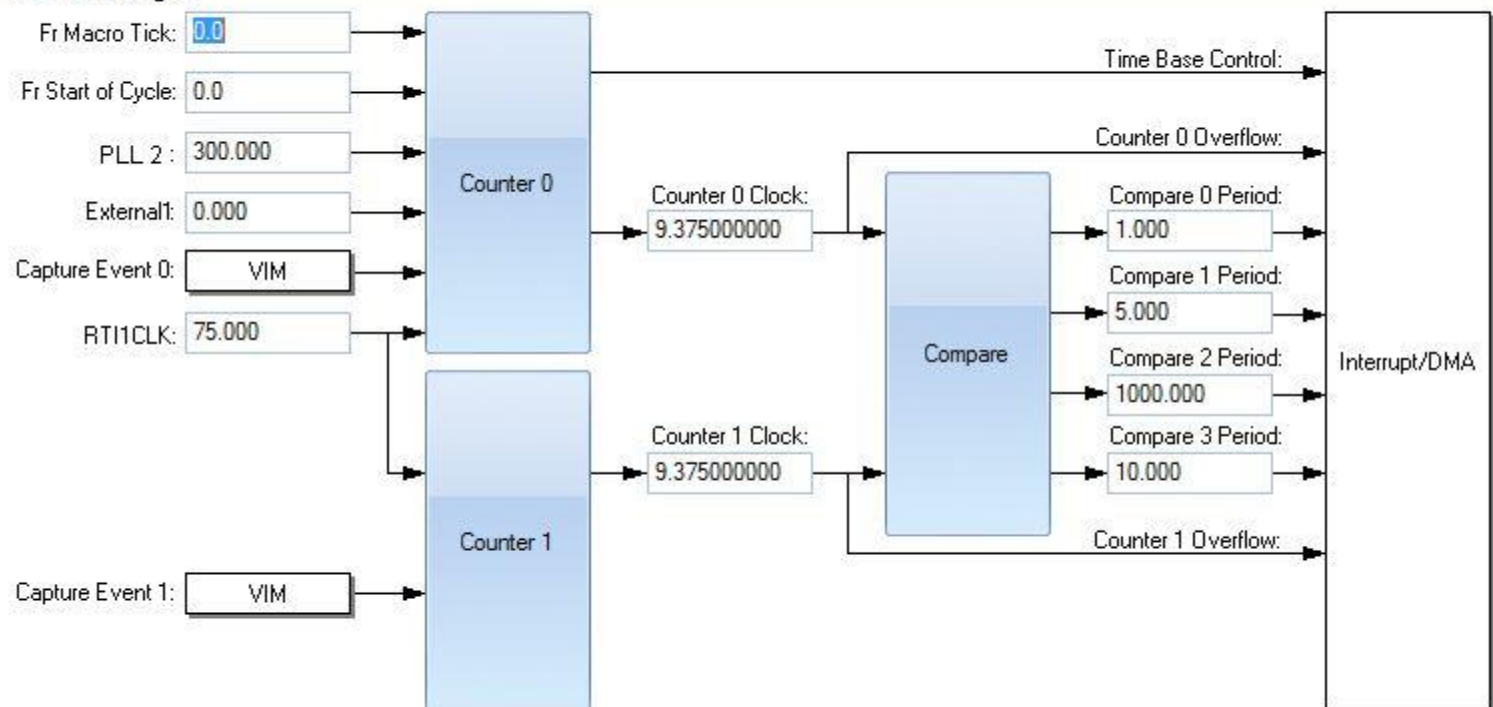 Fr Macro Tick: 0.0
Time Base Control:
Fr Start of Cycle: 0.0
Counter 0 Overflow:
PLL 2 : 300.000
Counter 0
Counter 0 Clock:
Compare 0 Period:
External1: 0.000
9.375000000
1.000
Capture Event 0: VIM
Compare 1 Period:
5.000
RTI1CLK: 75.000
Compare
Compare 2 Period:
Interrupt/DMA
1000.000
Counter 1 Clock:
Compare 3 Period:
9.375000000
10.000
Counter 1
Counter 1 Overflow:
Capture Event 1: VIM